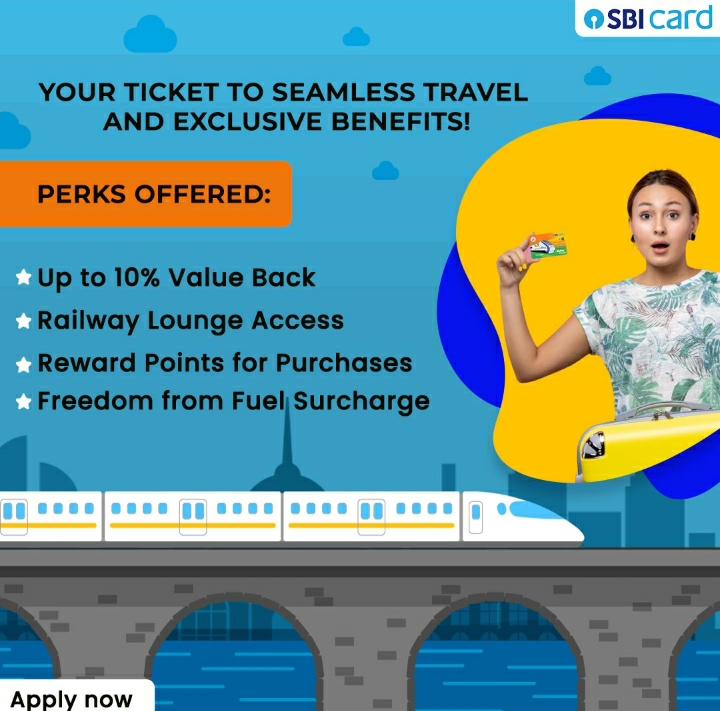 SBI card
YOUR TICKET TO SEAMLESS TRAVEL
AND EXCLUSIVE BENEFITS!
PERKS OFFERED:
Up to 10% Value Back
Railway Lounge Access
Reward Points for Purchases
Freedom from Fuel Surcharge
Apply now